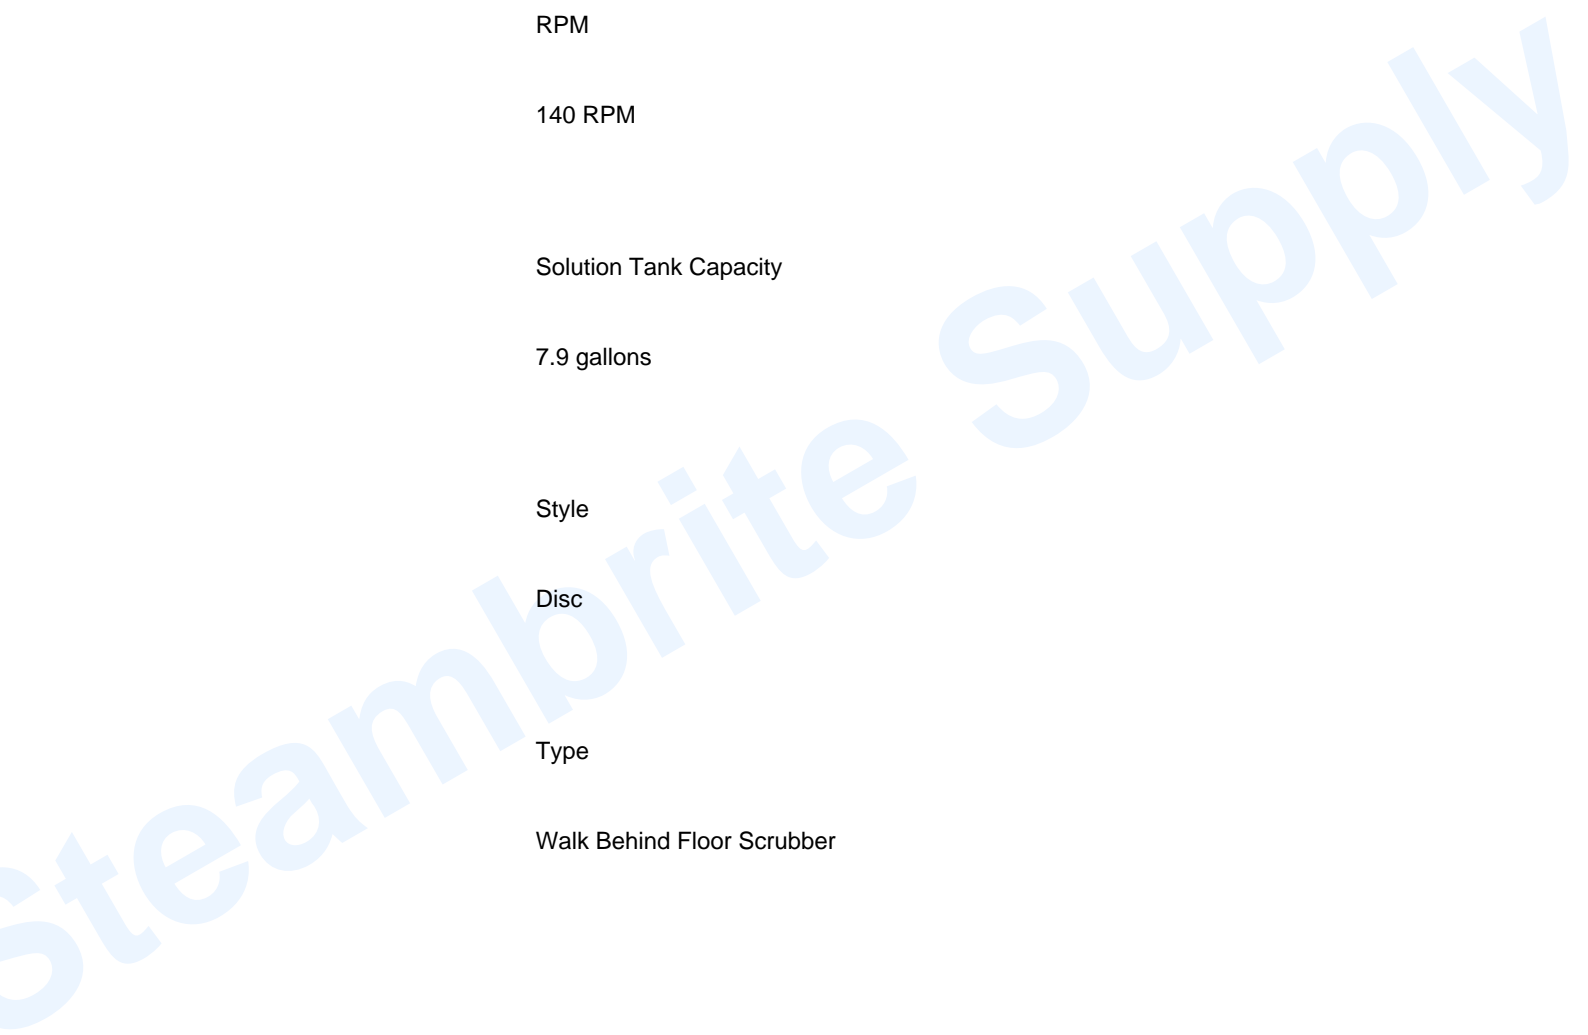 RPM
140 RPM
Solution Tank Capacity
7.9 gallons
Style
Disc
Type
Walk Behind Floor Scrubber
Steambrite Supply